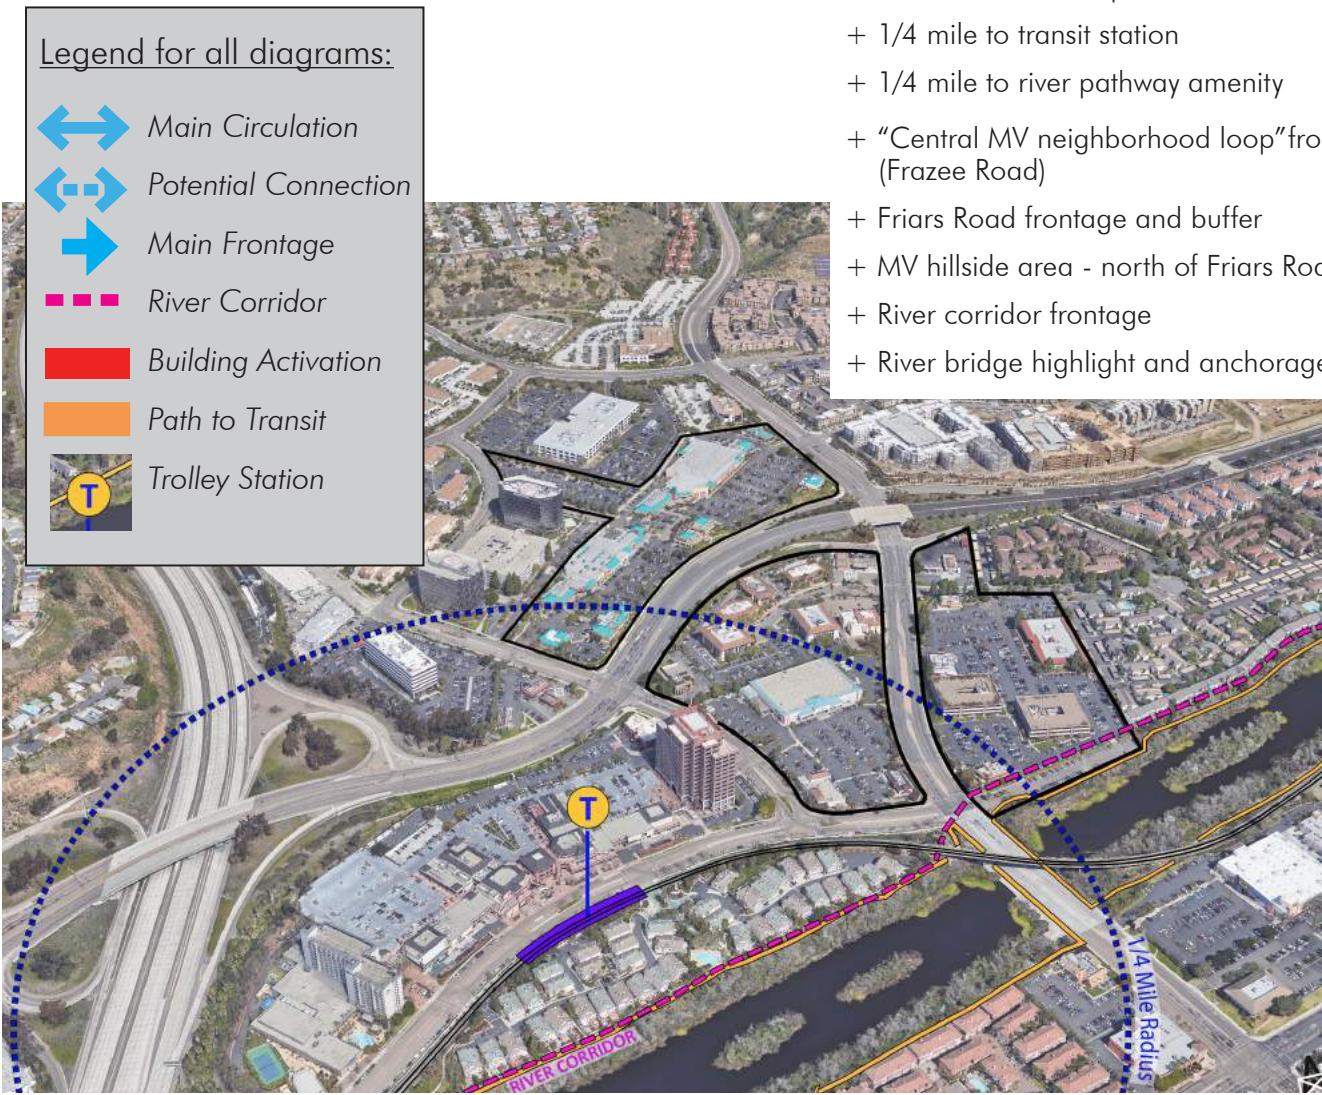 Legend for all diagrams:
Main Circulation
Potential Connection
Main Frontage
River Corridor
Building Activation
Path to Transit
T
Trolley Station
+ 1/4 mile to transit station
+ 1/4 mile to river pathway amenity
+ “Central MV neighborhood loop”fro
(Frazee Road)
+ Friars Road frontage and buffer
+ MV hillside area - north of Friars Roa
+ River corridor frontage
+ River bridge highlight and anchorage
T
RIVER CORRIDOR
1/4 Mile Radius